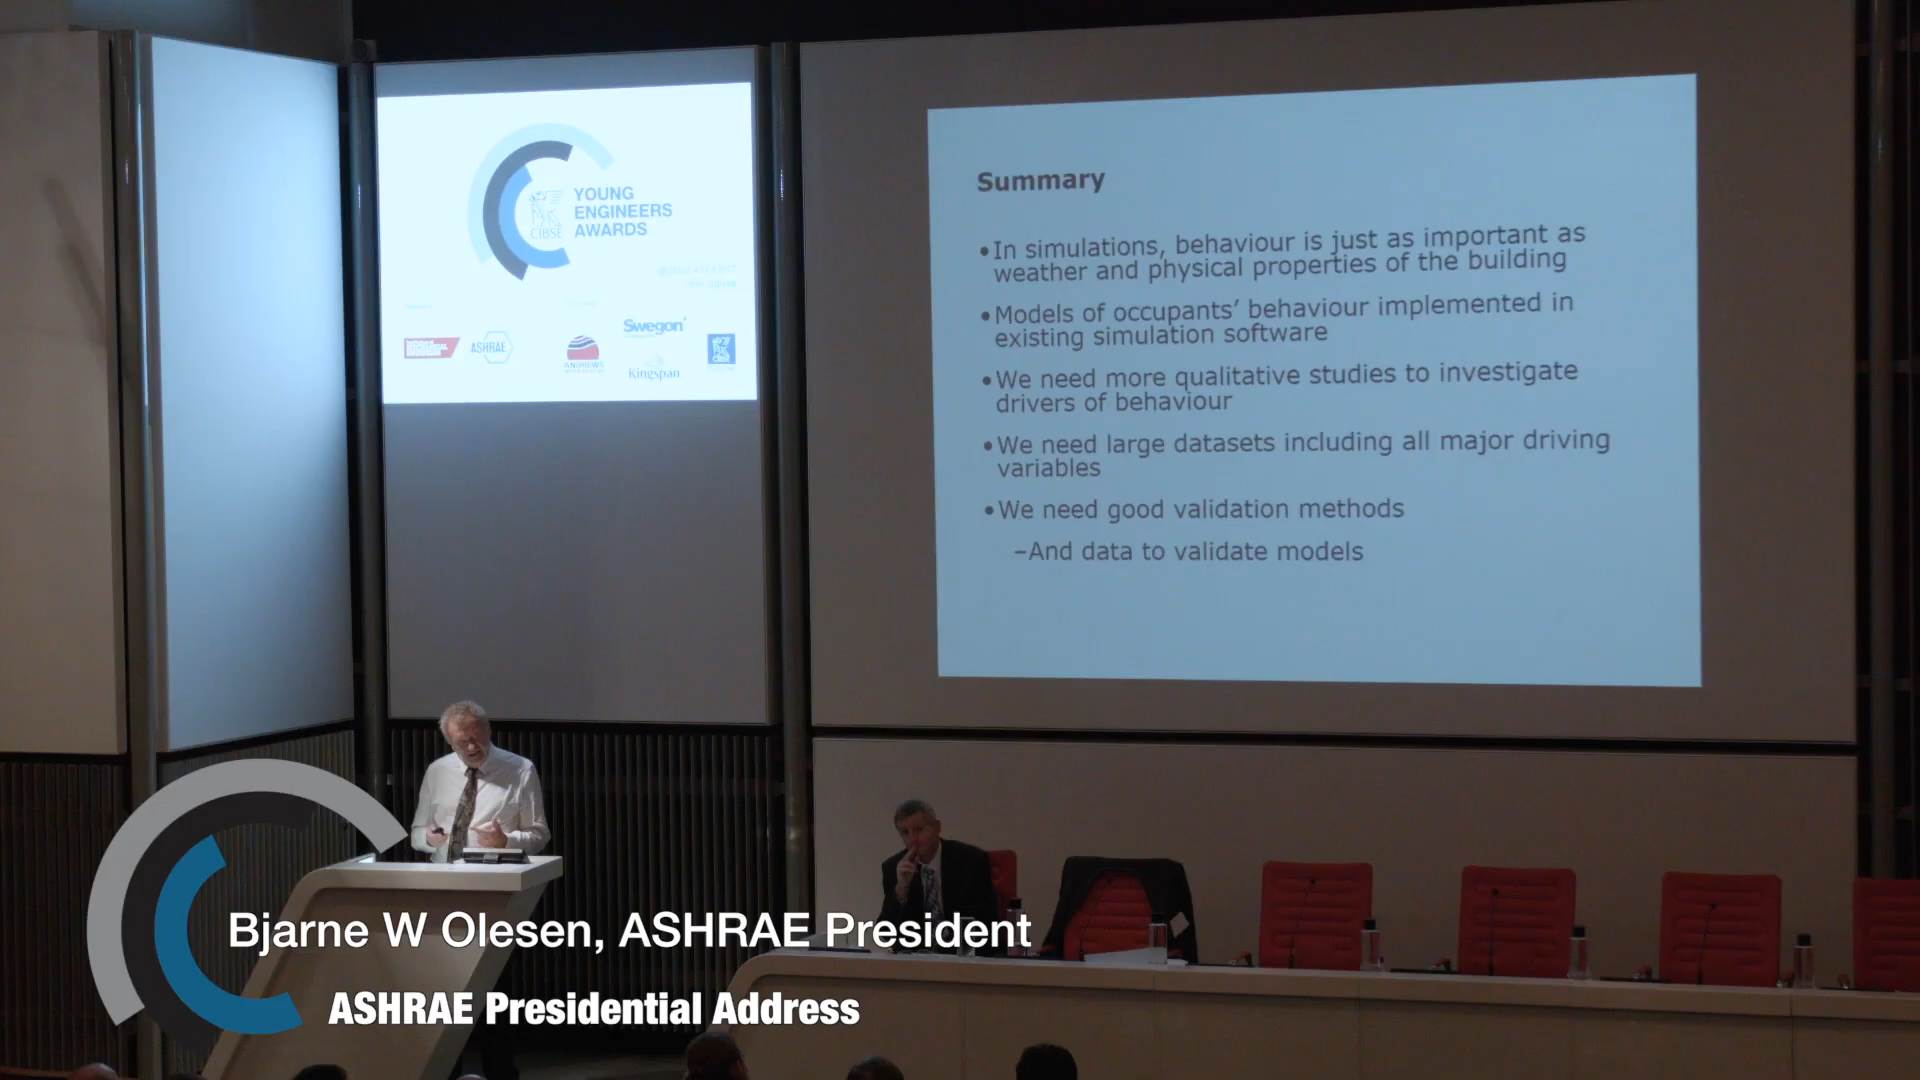 YOUNG
ENGINEERS
AWARDS
CIBSE
ASHRAE
Swegon
ANDREWS
Kingspan
CIBSE
Summary
•In simulations, behaviour is just as important as
weather and physical properties of the building
•Models of occupants’ behaviour implemented in
existing simulation software
•We need more qualitative studies to investigate
drivers of behaviour
•We need large datasets including all major driving
variables
•We need good validation methods
–And data to validate models
Bjarne W Olesen, ASHRAE President
ASHRAE Presidential Address